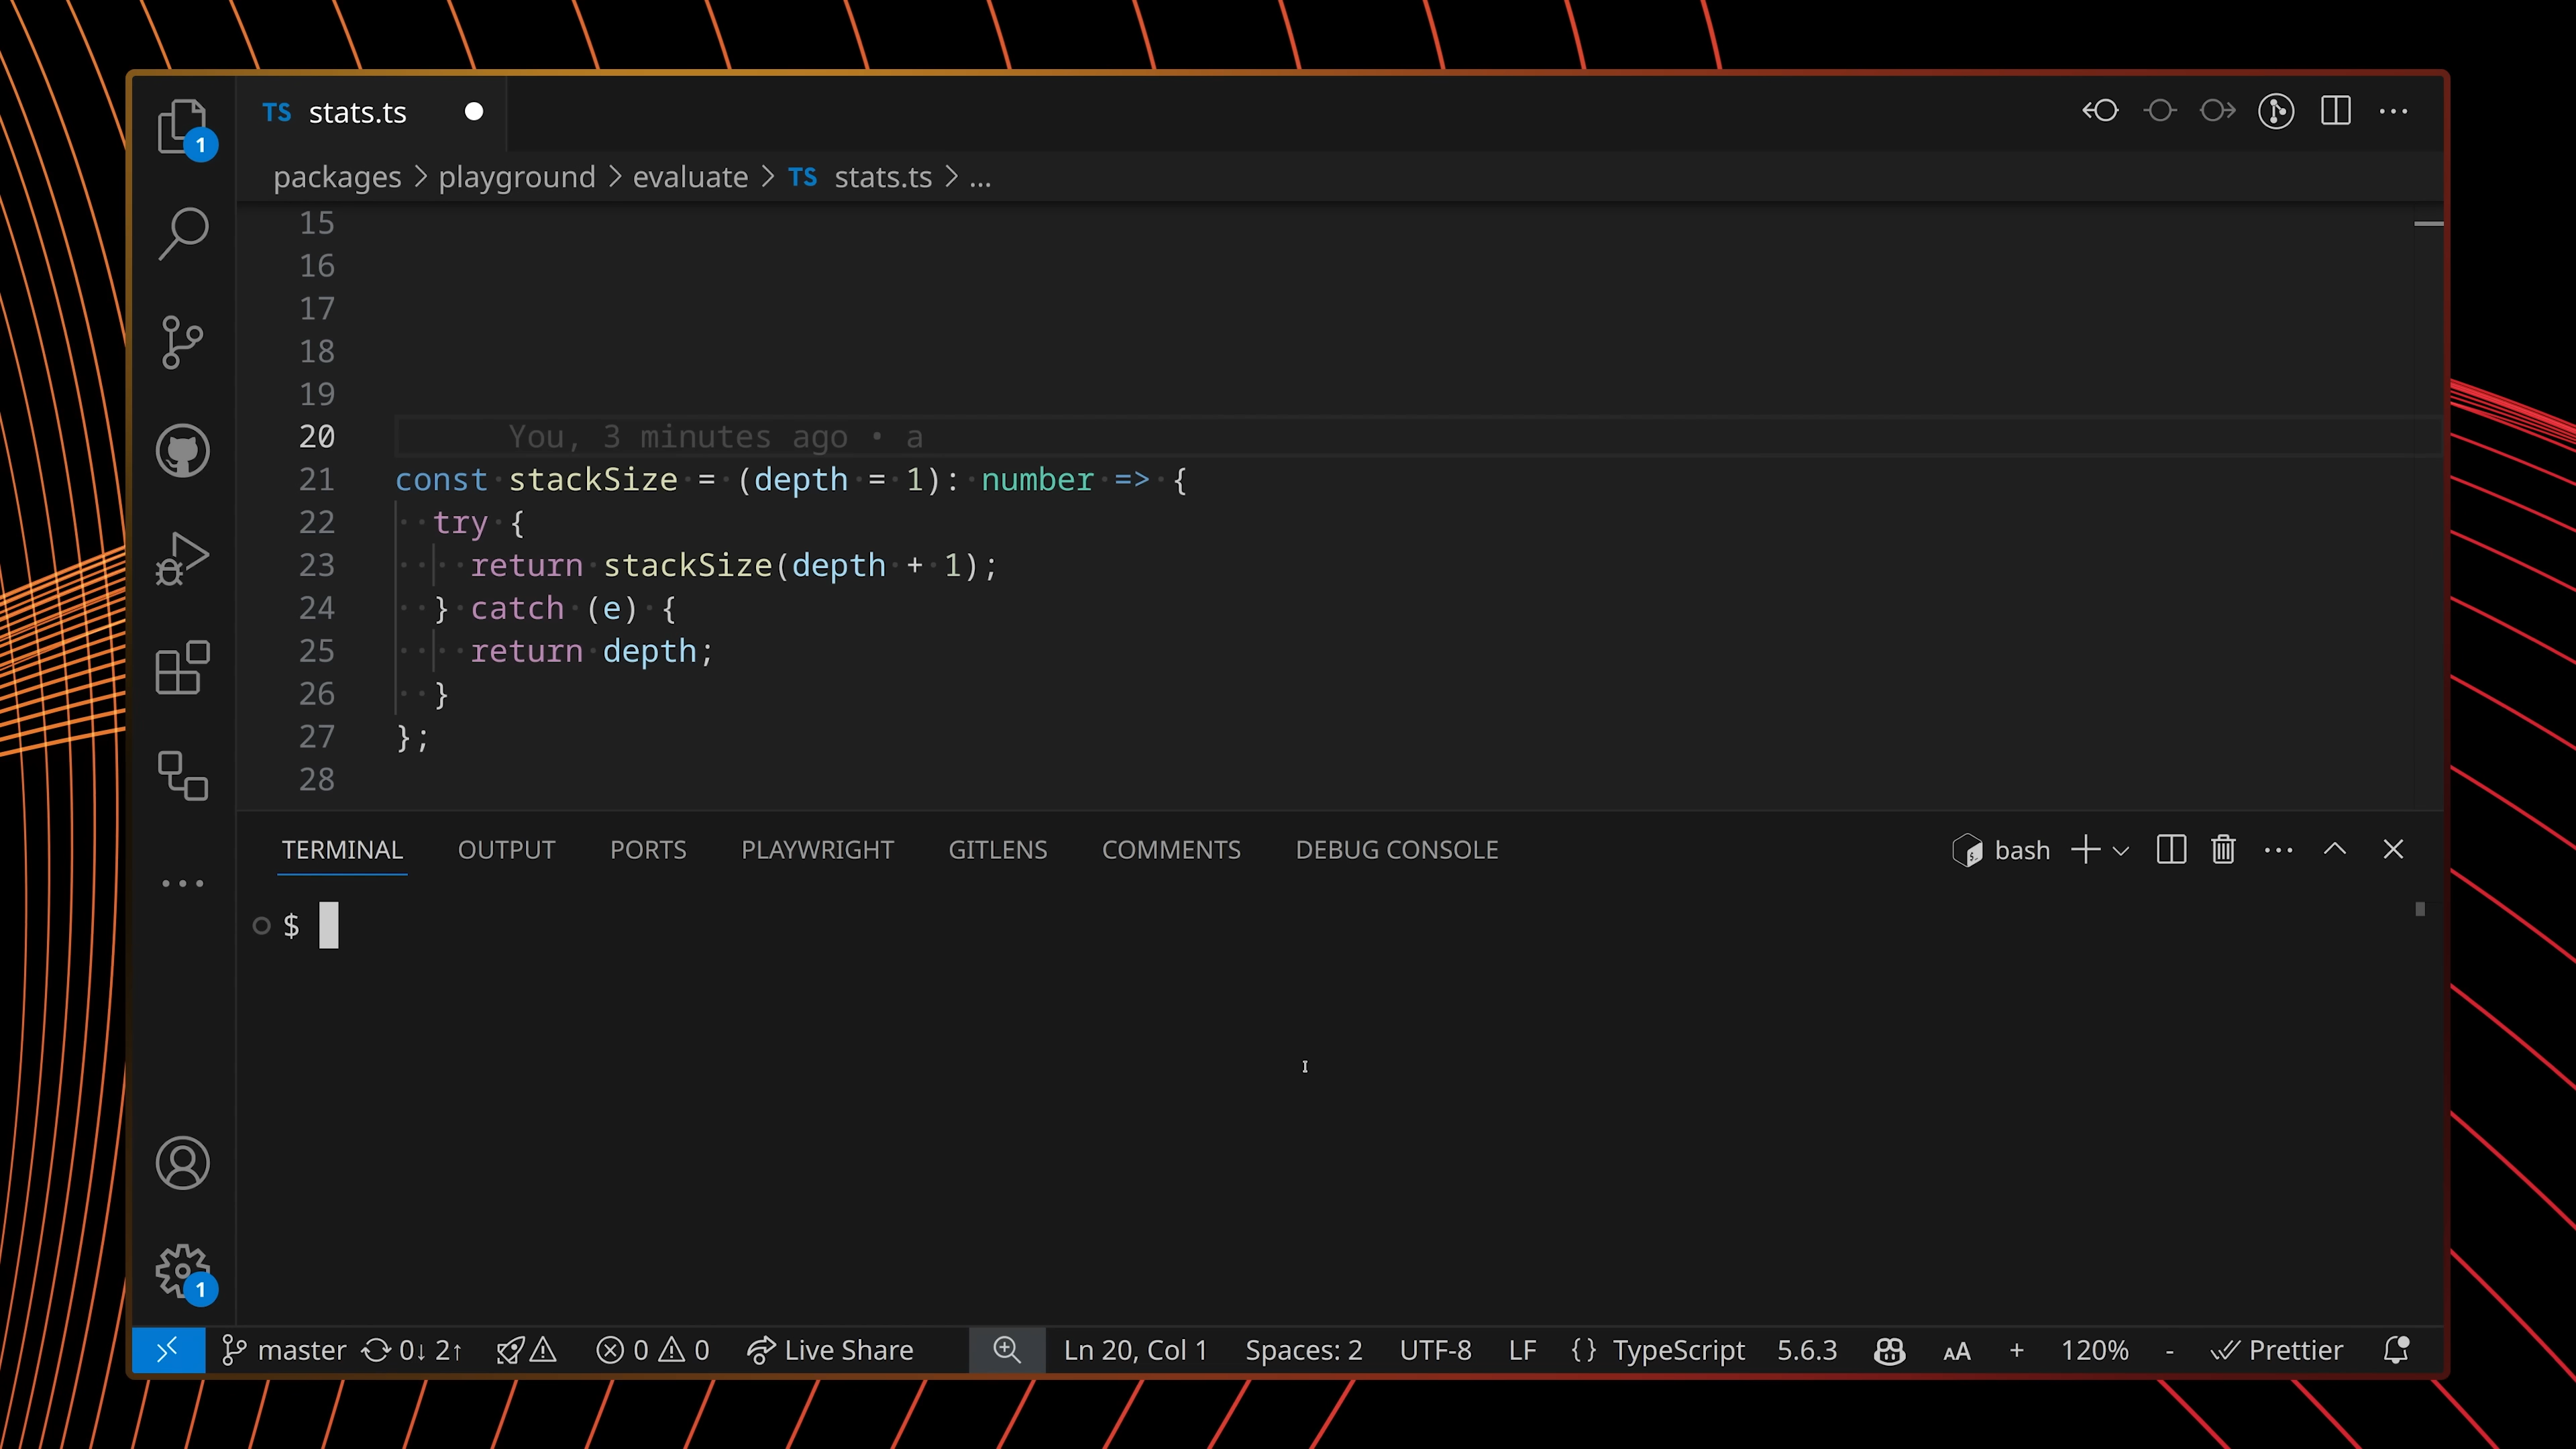 TS stats.ts
1
packages > playground > evaluate > TS stats.ts > ...
15
16
17
18
19
20 You, 3 minutes ago • a
21 const stackSize = (depth = 1): number => {
22 try {
23 return stackSize(depth + 1);
24 } catch (e) {
25 return depth;
26 }
27 };
28
TERMINAL OUTPUT PORTS PLAYWRIGHT GITLENS COMMENTS DEBUG CONSOLE bash
$
1
master 0↓ 2↑ 0 0 Live Share Ln 20, Col 1 Spaces: 2 UTF-8 LF {} TypeScript 5.6.3 AA + 120% - Prettier